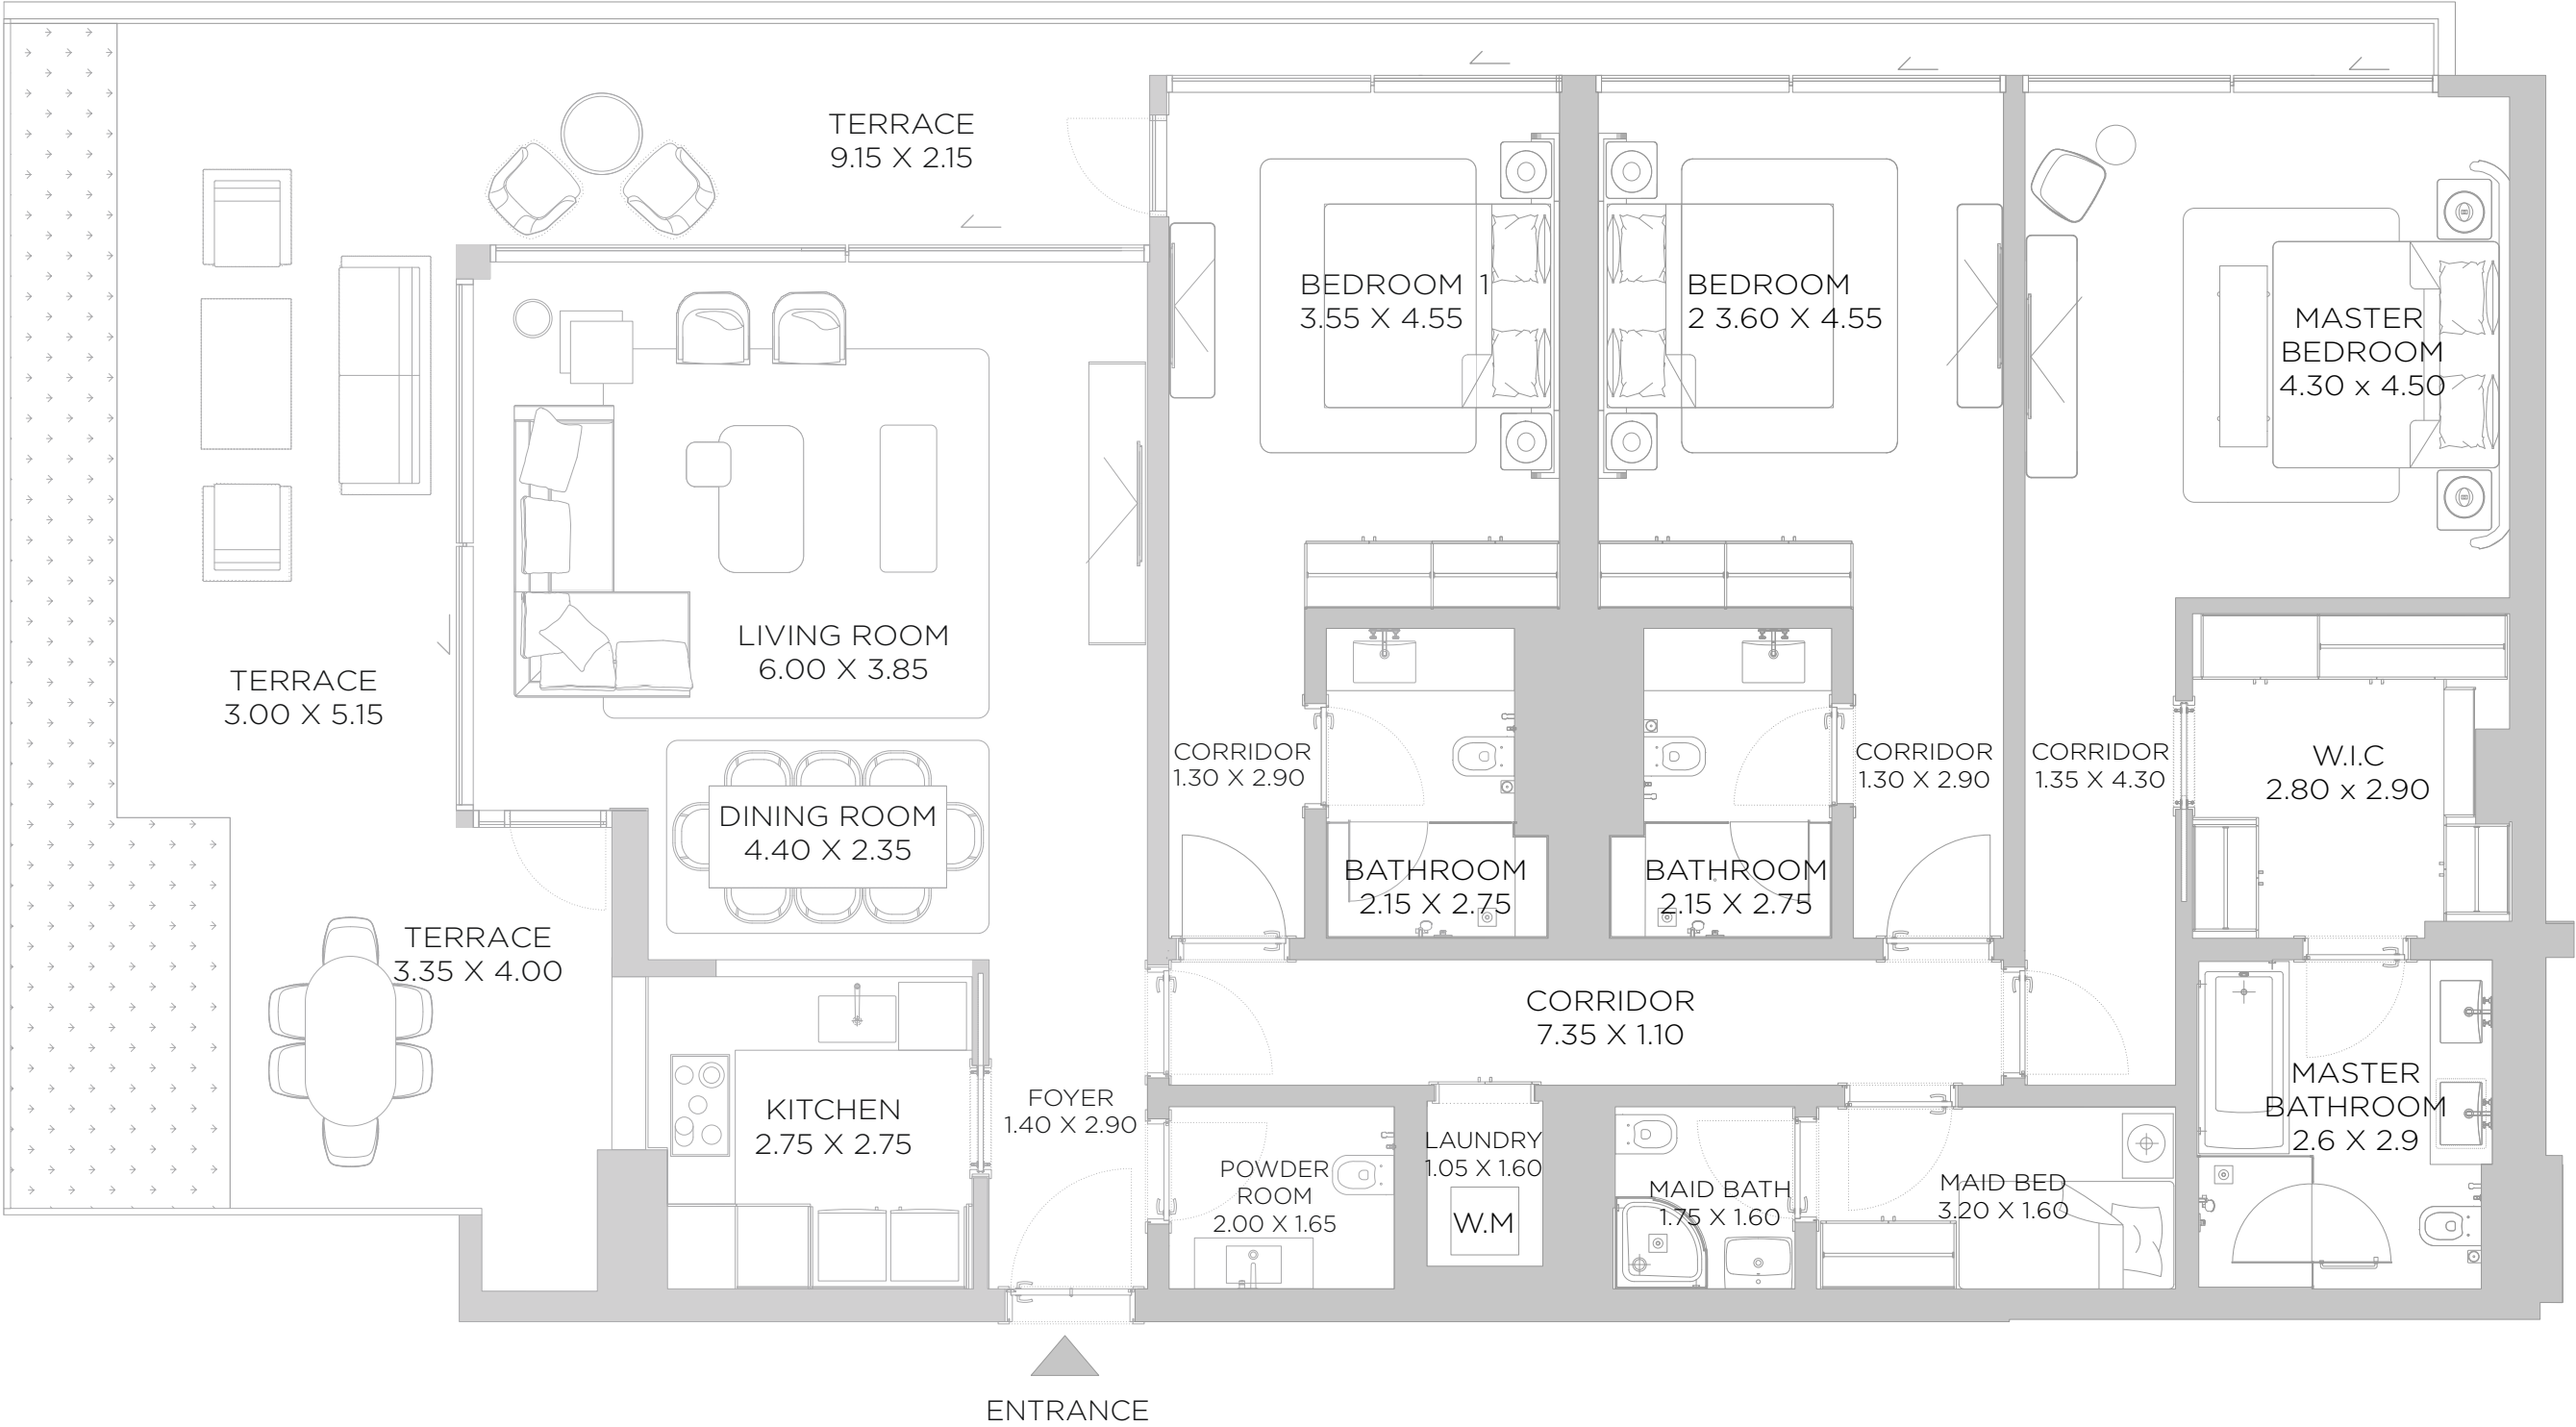 TERRACE
9.15 X 2.15
BEDROOM 1
3.55 X 4.55
BEDROOM
2 3.60 X 4.55
MASTER
BEDROOM
4.30 x 4.50
LIVING ROOM
6.00 X 3.85
TERRACE
3.00 X 5.15
CORRIDOR
1.30 X 2.90
CORRIDOR
1.30 X 2.90
CORRIDOR
1.35 X 4.30
W.I.C
2.80 x 2.90
DINING ROOM
4.40 X 2.35
BATHROOM
2.15 X 2.75
BATHROOM
2.15 X 2.75
TERRACE
3.35 X 4.00
CORRIDOR
7.35 X 1.10
KITCHEN
2.75 X 2.75
FOYER
1.40 X 2.90
MASTER
BATHROOM
2.6 X 2.9
POWDER
ROOM
2.00 X 1.65
LAUNDRY
1.05 X 1.60
W.M
MAID BATH
1.75 X 1.60
MAID BED
3.20 X 1.60
ENTRANCE